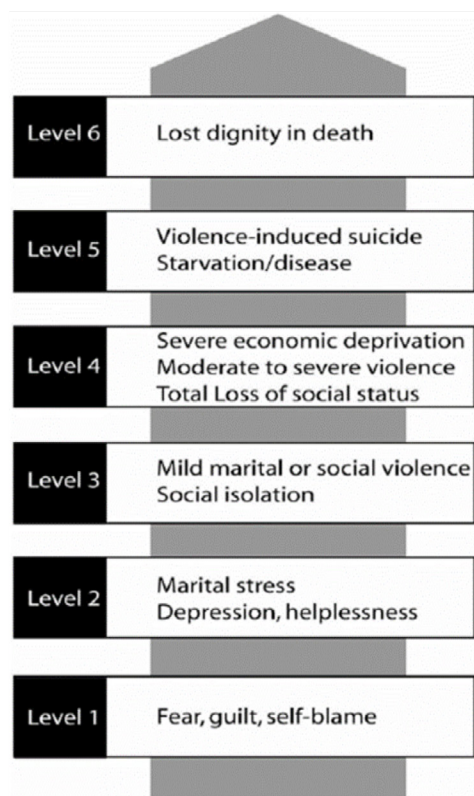 Level 6
Lost dignity in death
Level 5
Violence-induced suicide
Starvation/disease
Level 4
Severe economic deprivation
Moderate to severe violence
Total Loss of social status
Level 3
Mild marital or social violence
Social isolation
Level 2
Marital stress
Depression, helplessness
Level 1
Fear, guilt, self-blame